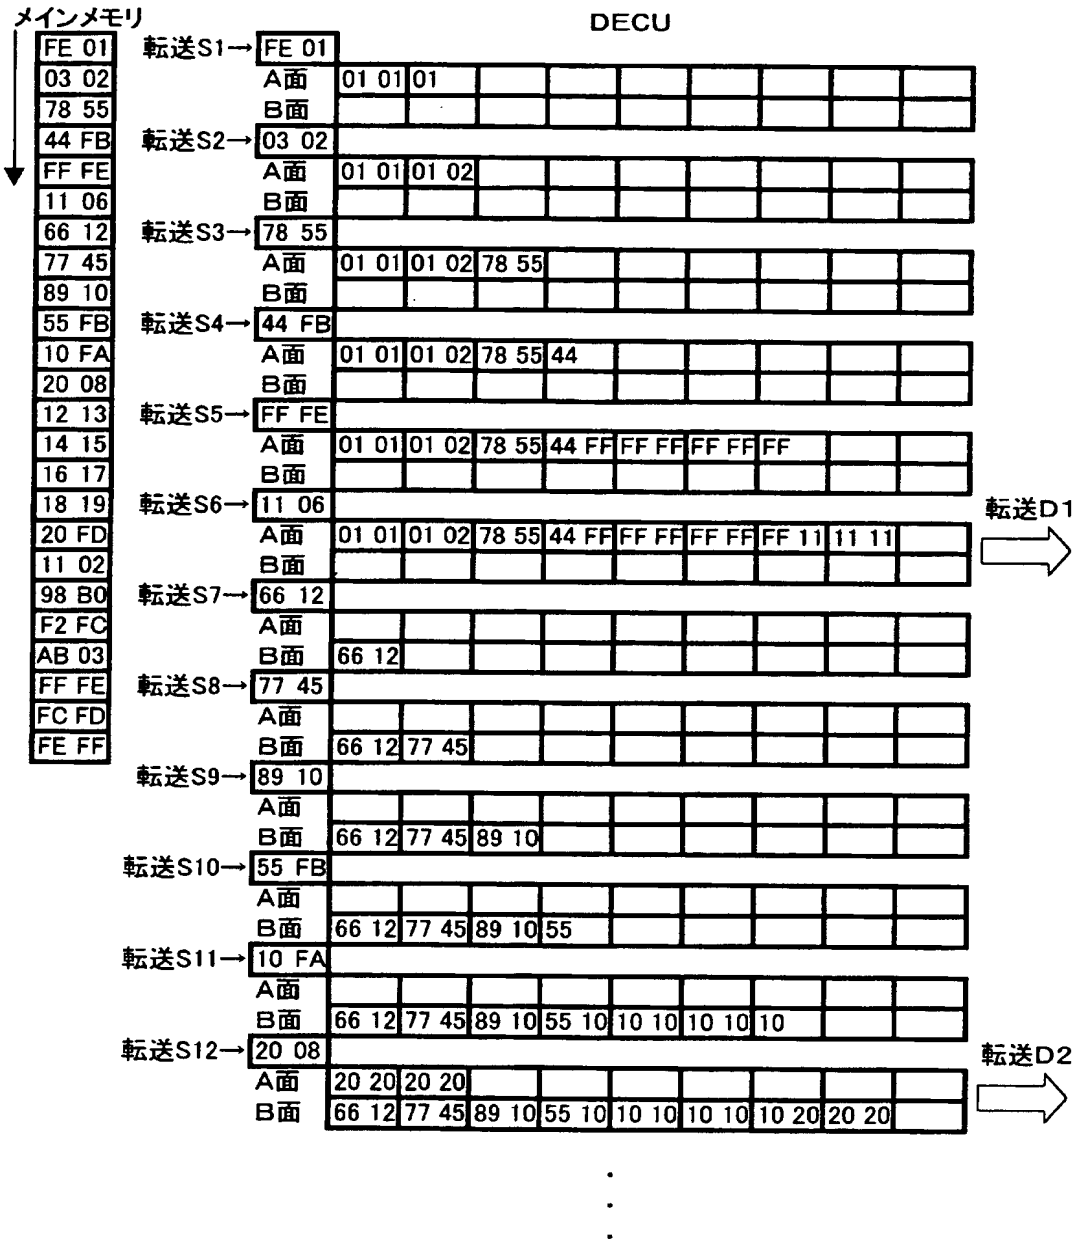 メインメモリ
DECU
FE 01 転送S1→ FE 01
03 02 A面 01 01 01
78 55 B面
44 FB 転送S2→ 03 02
FF FE A面 01 01 01 02
11 06 B面
66 12 転送S3→ 78 55
77 45 A面 01 01 01 02 78 55
89 10 B面
55 FB 転送S4→ 44 FB
10 FA A面 01 01 01 02 78 55 44
20 08 B面
12 13 転送S5→ FF FE
14 15 A面 01 01 01 02 78 55 44 FF FF FF FF FF FF
16 17 B面
18 19 転送S6→ 11 06 転送D1
20 FD A面 01 01 01 02 78 55 44 FF FF FF FF FF FF 11 11 11
11 02 B面
98 B0 転送S7→ 66 12
F2 FC A面
AB 03 B面 66 12
FF FE 転送S8→ 77 45
FC FD A面
FE FF B面 66 12 77 45
転送S9→ 89 10
A面
B面 66 12 77 45 89 10
転送S10→ 55 FB
A面
B面 66 12 77 45 89 10 55
転送S11→ 10 FA
A面
B面 66 12 77 45 89 10 55 10 10 10 10 10 10
転送S12→ 20 08 転送D2
A面 20 20 20 20
B面 66 12 77 45 89 10 55 10 10 10 10 10 10 20 20 20